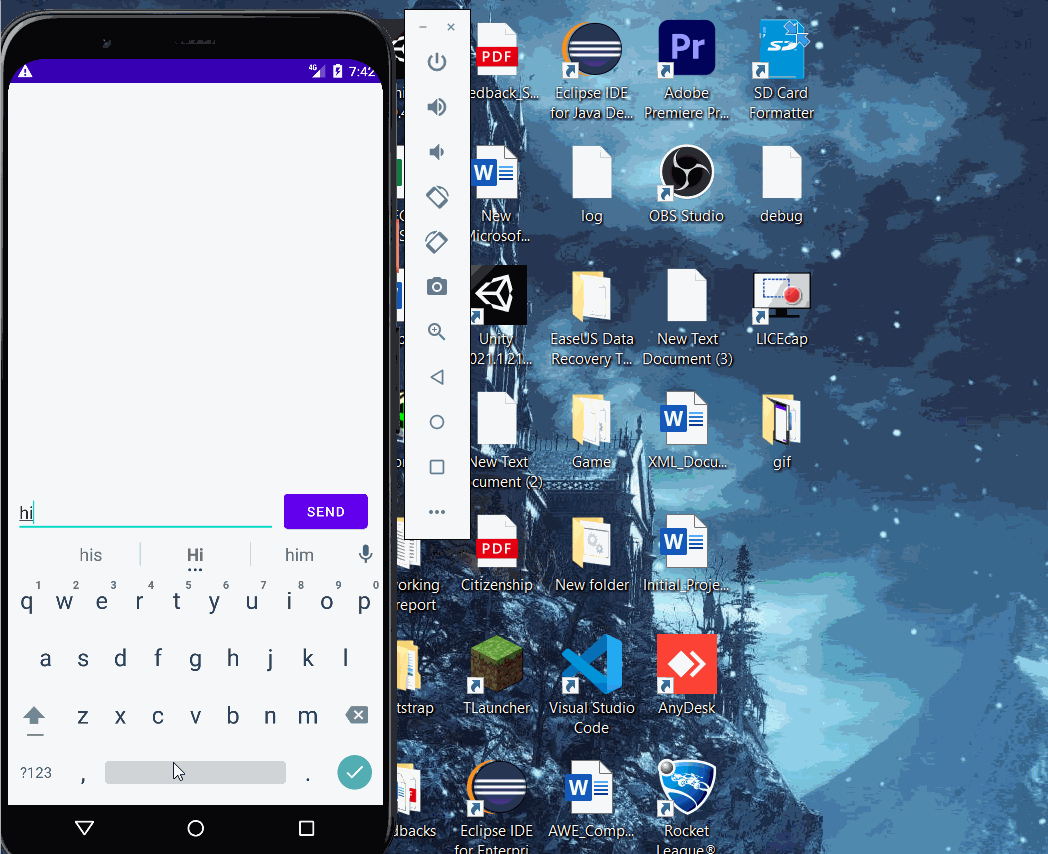 4G 7:42
hi
SEND
his Hi him
1 2 3 4 5 6 7 8 9 0
q w e r t y u i o p
a s d f g h j k l
z x c v b n m
?123 , .
PDF
edback_S...
Eclipse IDE
for Java De...
Pr
Adobe
Premiere Pr...
SD
SD Card
Formatter
W
New
Microsof...
log
OBS Studio
debug
Unity
021.1.21...
EaseUS Data
Recovery T...
New Text
Document (3)
LICEcap
New Text
cument (2)
Game
W
XML_Docu...
gif
orking
report
PDF
Citizenship
New folder
W
Initial_Proje...
tstrap
TLauncher
Visual Studio
Code
AnyDesk
dbacks
Eclipse IDE
for Enterpri...
W
AWE_Comp...
Rocket
League®